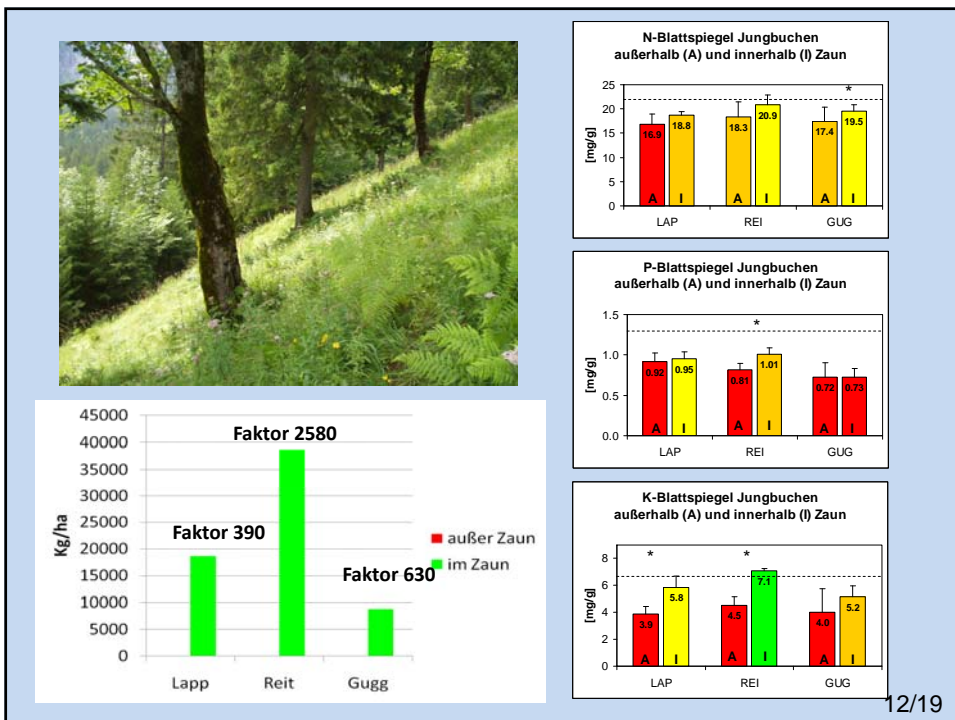 N-Blattspiegel Jungbuchen
außerhalb (A) und innerhalb (I) Zaun
[mg/g]
25
20
15
10
5
0
*
16.9
18.8
18.3
20.9
17.4
19.5
A I A I A I
LAP REI GUG
P-Blattspiegel Jungbuchen
außerhalb (A) und innerhalb (I) Zaun
[mg/g]
1.5
1.0
0.5
0.0
*
0.92
0.95
0.81
1.01
0.72
0.73
A I A I A I
LAP REI GUG
K-Blattspiegel Jungbuchen
außerhalb (A) und innerhalb (I) Zaun
[mg/g]
8
6
4
2
0
* *
3.9
5.8
4.5
7.1
4.0
5.2
A I A I A I
LAP REI GUG
Kg/ha
45000
40000
35000
30000
25000
20000
15000
10000
5000
0
Faktor 2580
Faktor 390
Faktor 630
außer Zaun
im Zaun
Lapp Reit Gugg
12/19